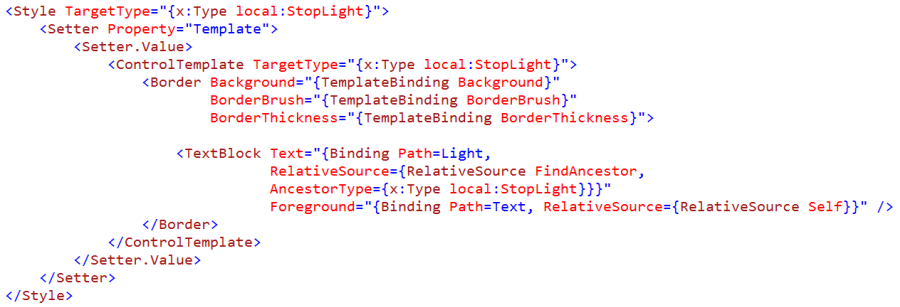 <Style TargetType="{x:Type local:StopLight}">
    <Setter Property="Template">
        <Setter.Value>
            <ControlTemplate TargetType="{x:Type local:StopLight}">
                <Border Background="{TemplateBinding Background}"
                        BorderBrush="{TemplateBinding BorderBrush}"
                        BorderThickness="{TemplateBinding BorderThickness}">

                    <TextBlock Text="{Binding Path=Light,
                               RelativeSource={RelativeSource FindAncestor,
                               AncestorType={x:Type local:StopLight}}}"
                               Foreground="{Binding Path=Text, RelativeSource={RelativeSource Self}}" />
                </Border>
            </ControlTemplate>
        </Setter.Value>
    </Setter>
</Style>